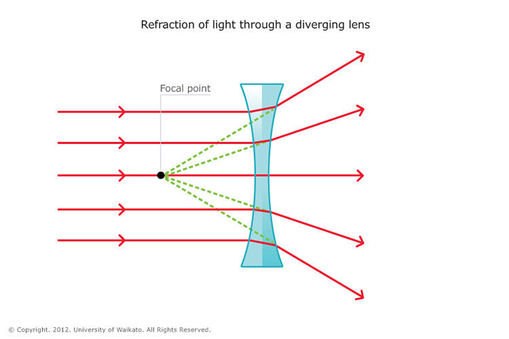 Refraction of light through a diverging lens
Focal point
© Copyright. 2012. University of Waikato. All Rights Reserved.